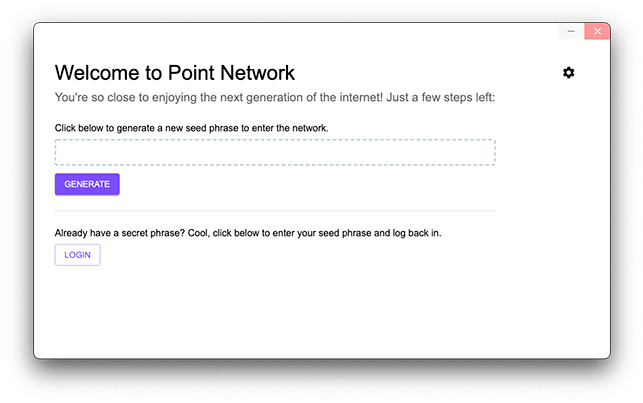 Welcome to Point Network
You're so close to enjoying the next generation of the internet! Just a few steps left:
Click below to generate a new seed phrase to enter the network.
GENERATE
Already have a secret phrase? Cool, click below to enter your seed phrase and log back in.
LOGIN